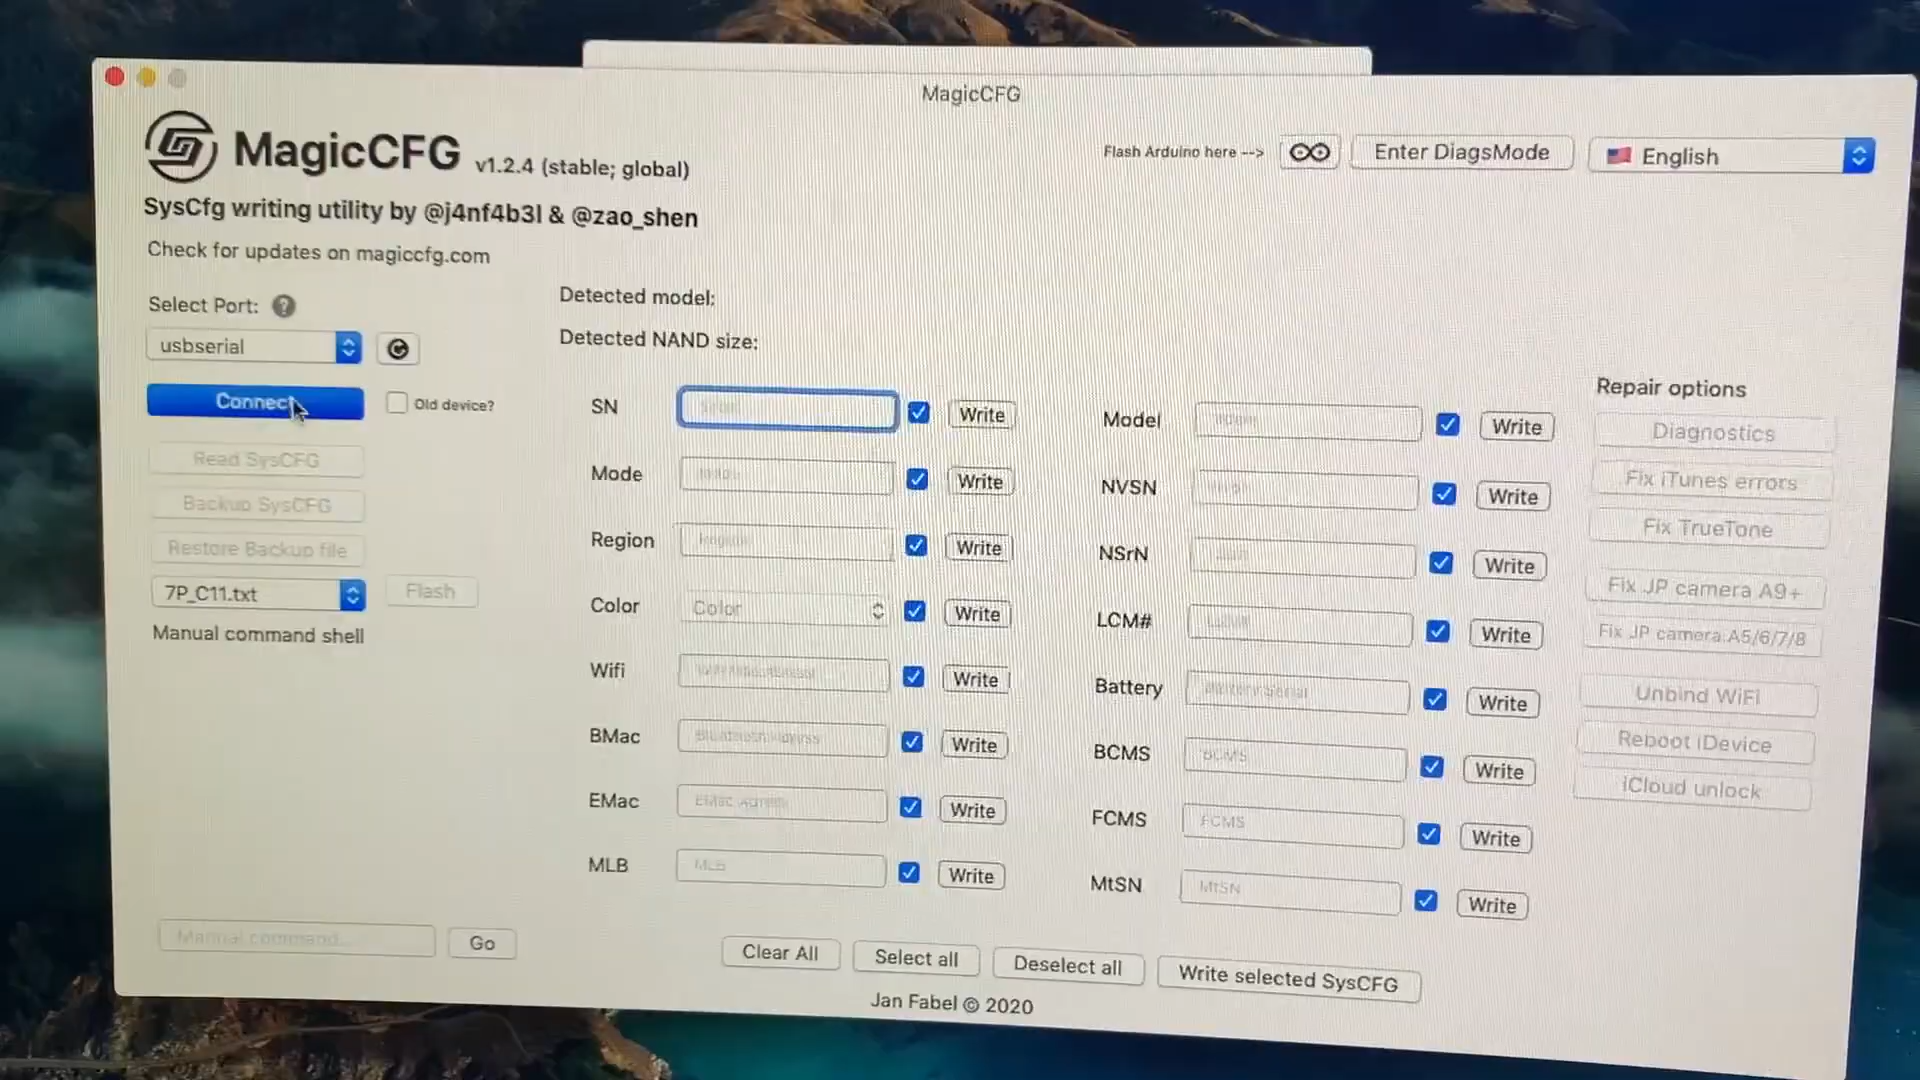 MagicCFG
MagicCFG v1.2.4 (stable; global)
Flash Arduino here -->
Enter DiagsMode
English
SysCfg writing utility by @j4nf4b3l & @zao_shen
Check for updates on magiccfg.com
Select Port: ?
usbserial
Connect
Old device?
Read SysCFG
Backup SysCFG
Restore Backup file
7P_C11.txt
Flash
Manual command shell
Manual command...
Go
Detected model:
Detected NAND size:
SN
Write
Mode
Write
Region
Write
Color
Color
Write
Wifi
Write
BMac
Write
EMac
Write
MLB
MLB
Write
Model
Write
NVSN
Write
NSrN
Write
LCM#
Write
Battery
Battery Serial
Write
BCMS
BCMS
Write
FCMS
FCMS
Write
MtSN
MtSN
Write
Repair options
Diagnostics
Fix iTunes errors
Fix TrueTone
Fix JP camera A9+
Fix JP camera A5/6/7/8
Unbind WiFi
Reboot iDevice
iCloud unlock
Clear All
Select all
Deselect all
Write selected SysCFG
Jan Fabel © 2020